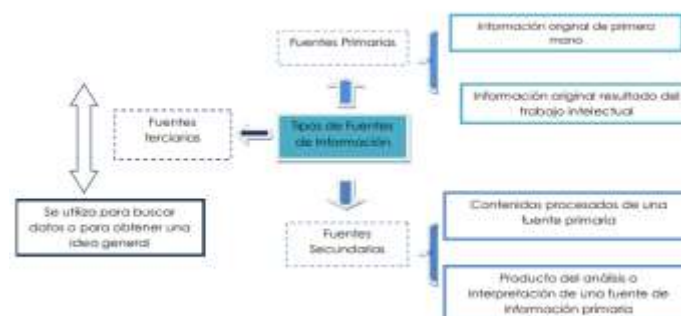 Fuentes Primarias
Información original de primera
mano
Información original resultado del
trabajo intelectual
Fuentes
terciarias
Tipos de Fuentes
de Información
Se utiliza para buscar
datos o para obtener una
idea general
Fuentes
Secundarias
Contenidos procesados de una
fuente primaria
Producto del análisis o
interpretación de una fuente de
información primaria